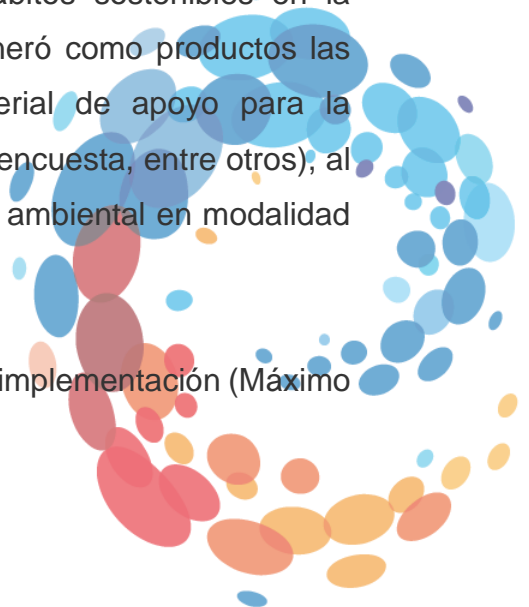 ábitos sostenibles en la
neró como productos las
erial de apoyo para la
encuesta, entre otros), al
ambiental en modalidad
implementación (Máximo